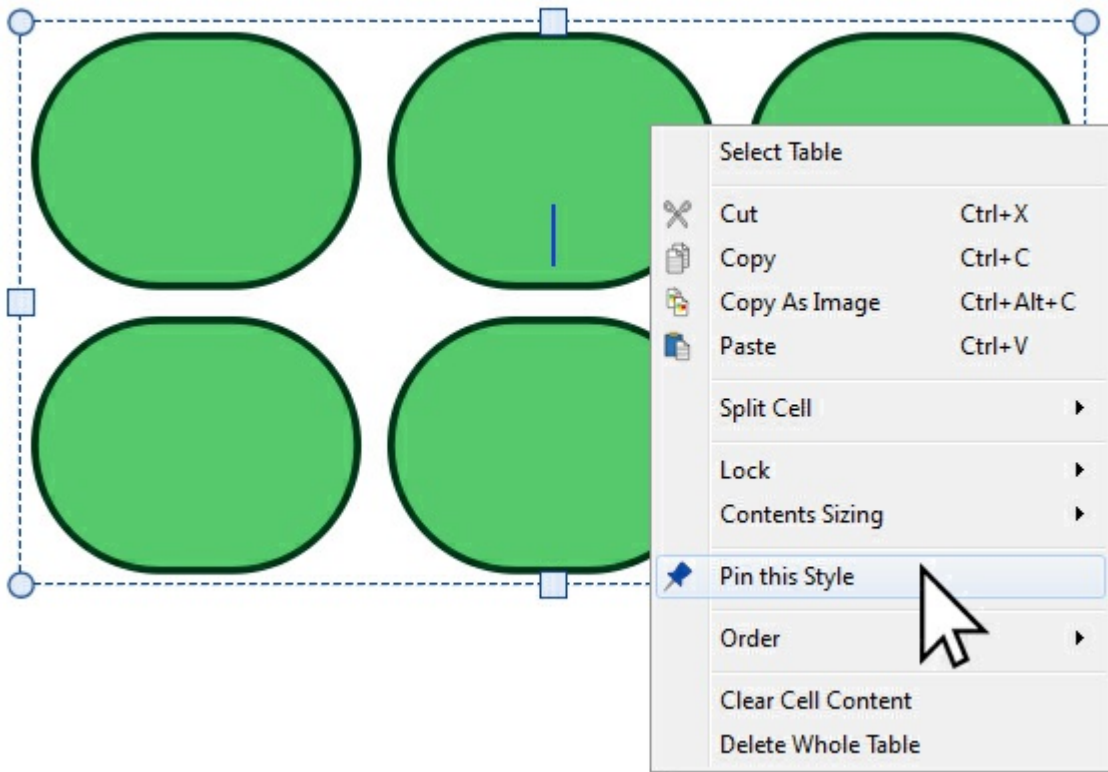 Select Table
Cut Ctrl+X
Copy Ctrl+C
Copy As Image Ctrl+Alt+C
Paste Ctrl+V
Split Cell
Lock
Contents Sizing
Pin this Style
Order
Clear Cell Content
Delete Whole Table